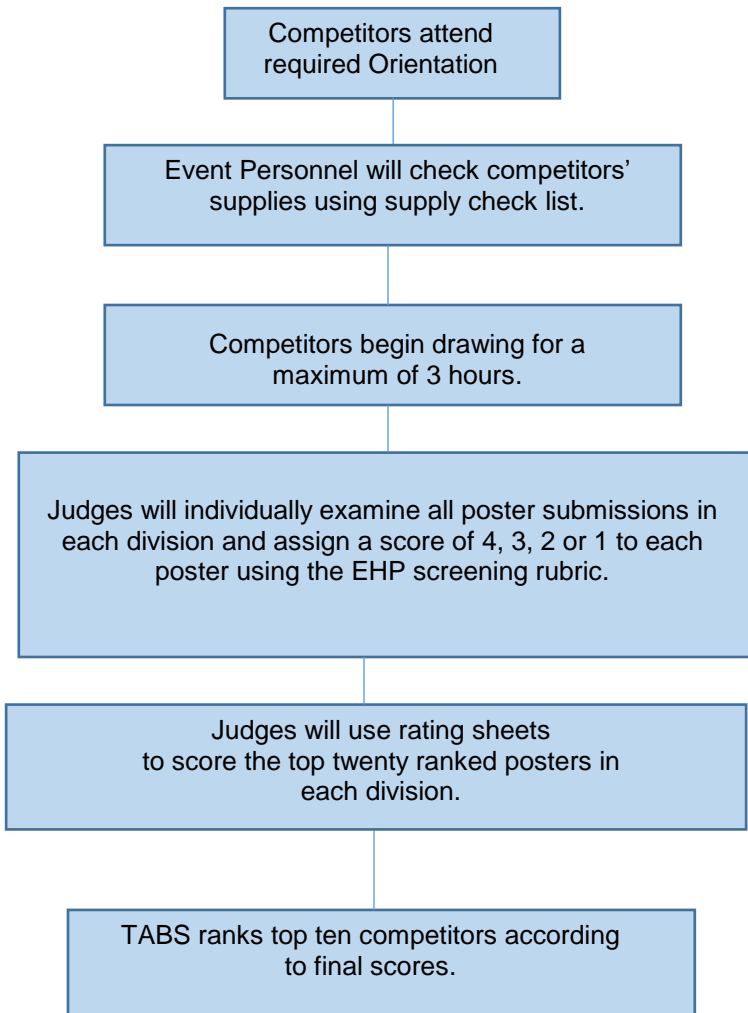 Competitors attend
required Orientation
Event Personnel will check competitors’
supplies using supply check list.
Competitors begin drawing for a
maximum of 3 hours.
Judges will individually examine all poster submissions in
each division and assign a score of 4, 3, 2 or 1 to each
poster using the EHP screening rubric.
Judges will use rating sheets
to score the top twenty ranked posters in
each division.
TABS ranks top ten competitors according
to final scores.